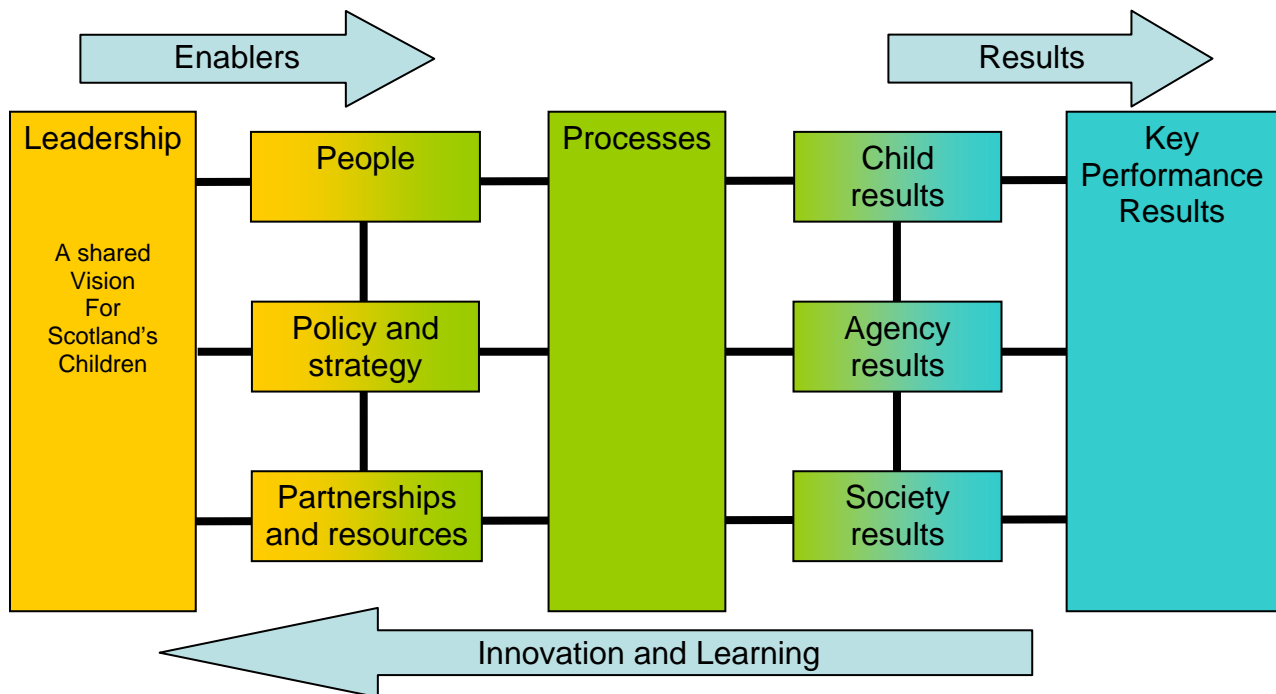 Enablers
Results
Leadership
A shared
Vision
For
Scotland's
Children
People
Policy and
strategy
Partnerships
and resources
Processes
Child
results
Agency
results
Society
results
Key
Performance
Results
Innovation and Learning